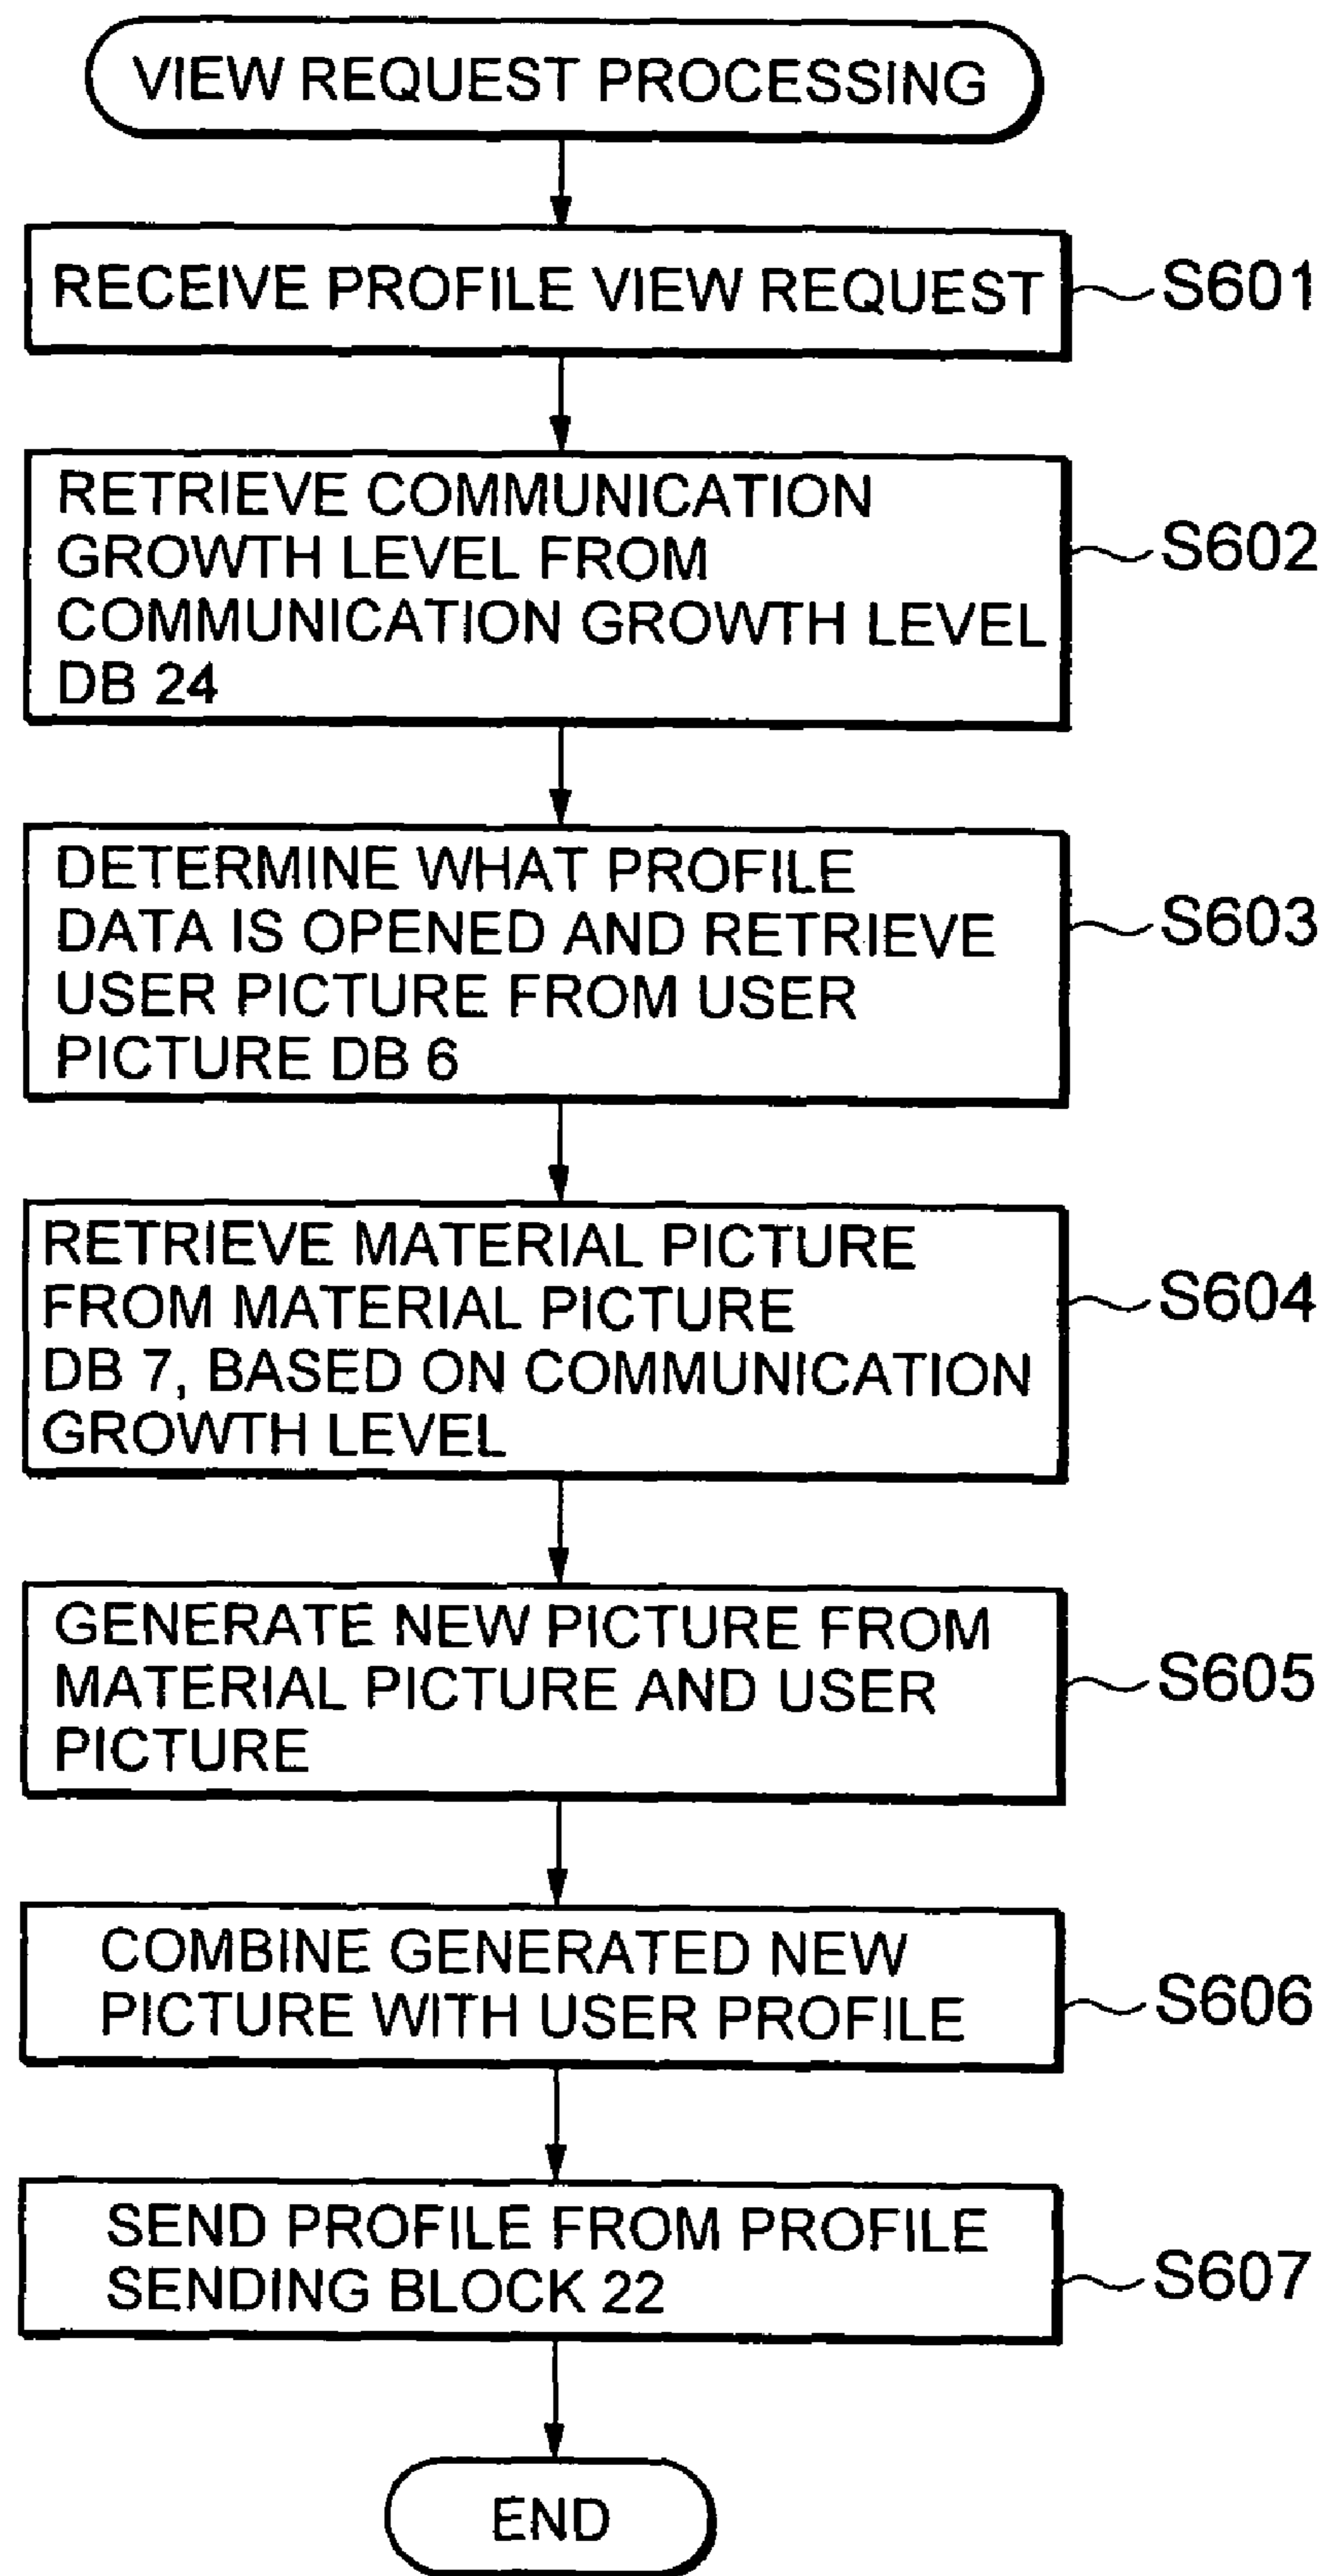 VIEW REQUEST PROCESSING
RECEIVE PROFILE VIEW REQUEST
S601
RETRIEVE COMMUNICATION
GROWTH LEVEL FROM
COMMUNICATION GROWTH LEVEL
DB 24
S602
DETERMINE WHAT PROFILE
DATA IS OPENED AND RETRIEVE
USER PICTURE FROM USER
PICTURE DB 6
S603
RETRIEVE MATERIAL PICTURE
FROM MATERIAL PICTURE
DB 7, BASED ON COMMUNICATION
GROWTH LEVEL
S604
GENERATE NEW PICTURE FROM
MATERIAL PICTURE AND USER
PICTURE
S605
COMBINE GENERATED NEW
PICTURE WITH USER PROFILE
S606
SEND PROFILE FROM PROFILE
SENDING BLOCK 22
S607
END